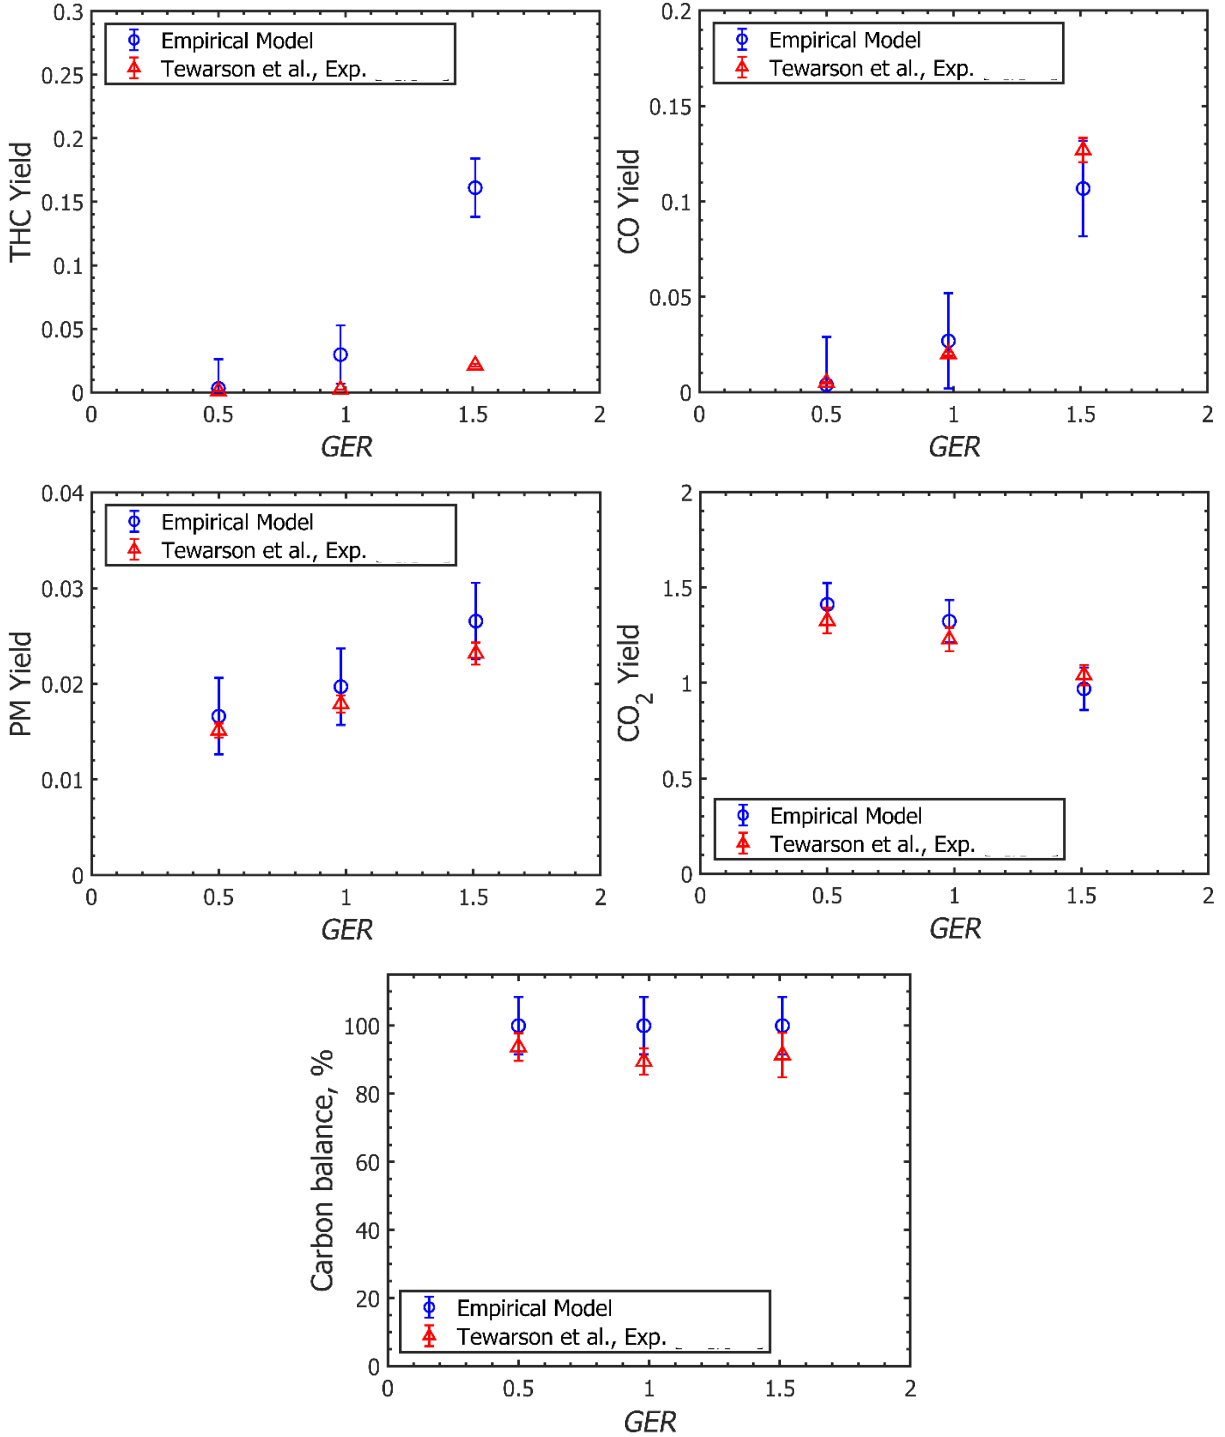 0.3
0.25
0.2
0.15
0.1
0.05
0
THC Yield
Empirical Model
Tewarson et al., Exp.
0 0.5 1 1.5 2
GER
0.2
0.15
0.1
0.05
0
CO Yield
Empirical Model
Tewarson et al., Exp.
0 0.5 1 1.5 2
GER
0.04
0.03
0.02
0.01
0
PM Yield
Empirical Model
Tewarson et al., Exp.
0 0.5 1 1.5 2
GER
2
1.5
1
0.5
0
CO2 Yield
Empirical Model
Tewarson et al., Exp.
0 0.5 1 1.5 2
GER
100
80
60
40
20
0
Carbon balance, %
Empirical Model
Tewarson et al., Exp.
0 0.5 1 1.5 2
GER